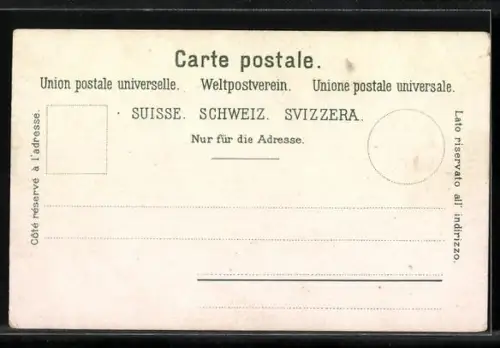 Carte postale.
Union postale universelle. Weltpostverein. Unione postale universale.
SUISSE. SCHWEIZ. SVIZZERA.
Nur für die Adresse.
Côté réservé à l'adresse.
Lato riservato all' indirizzo.